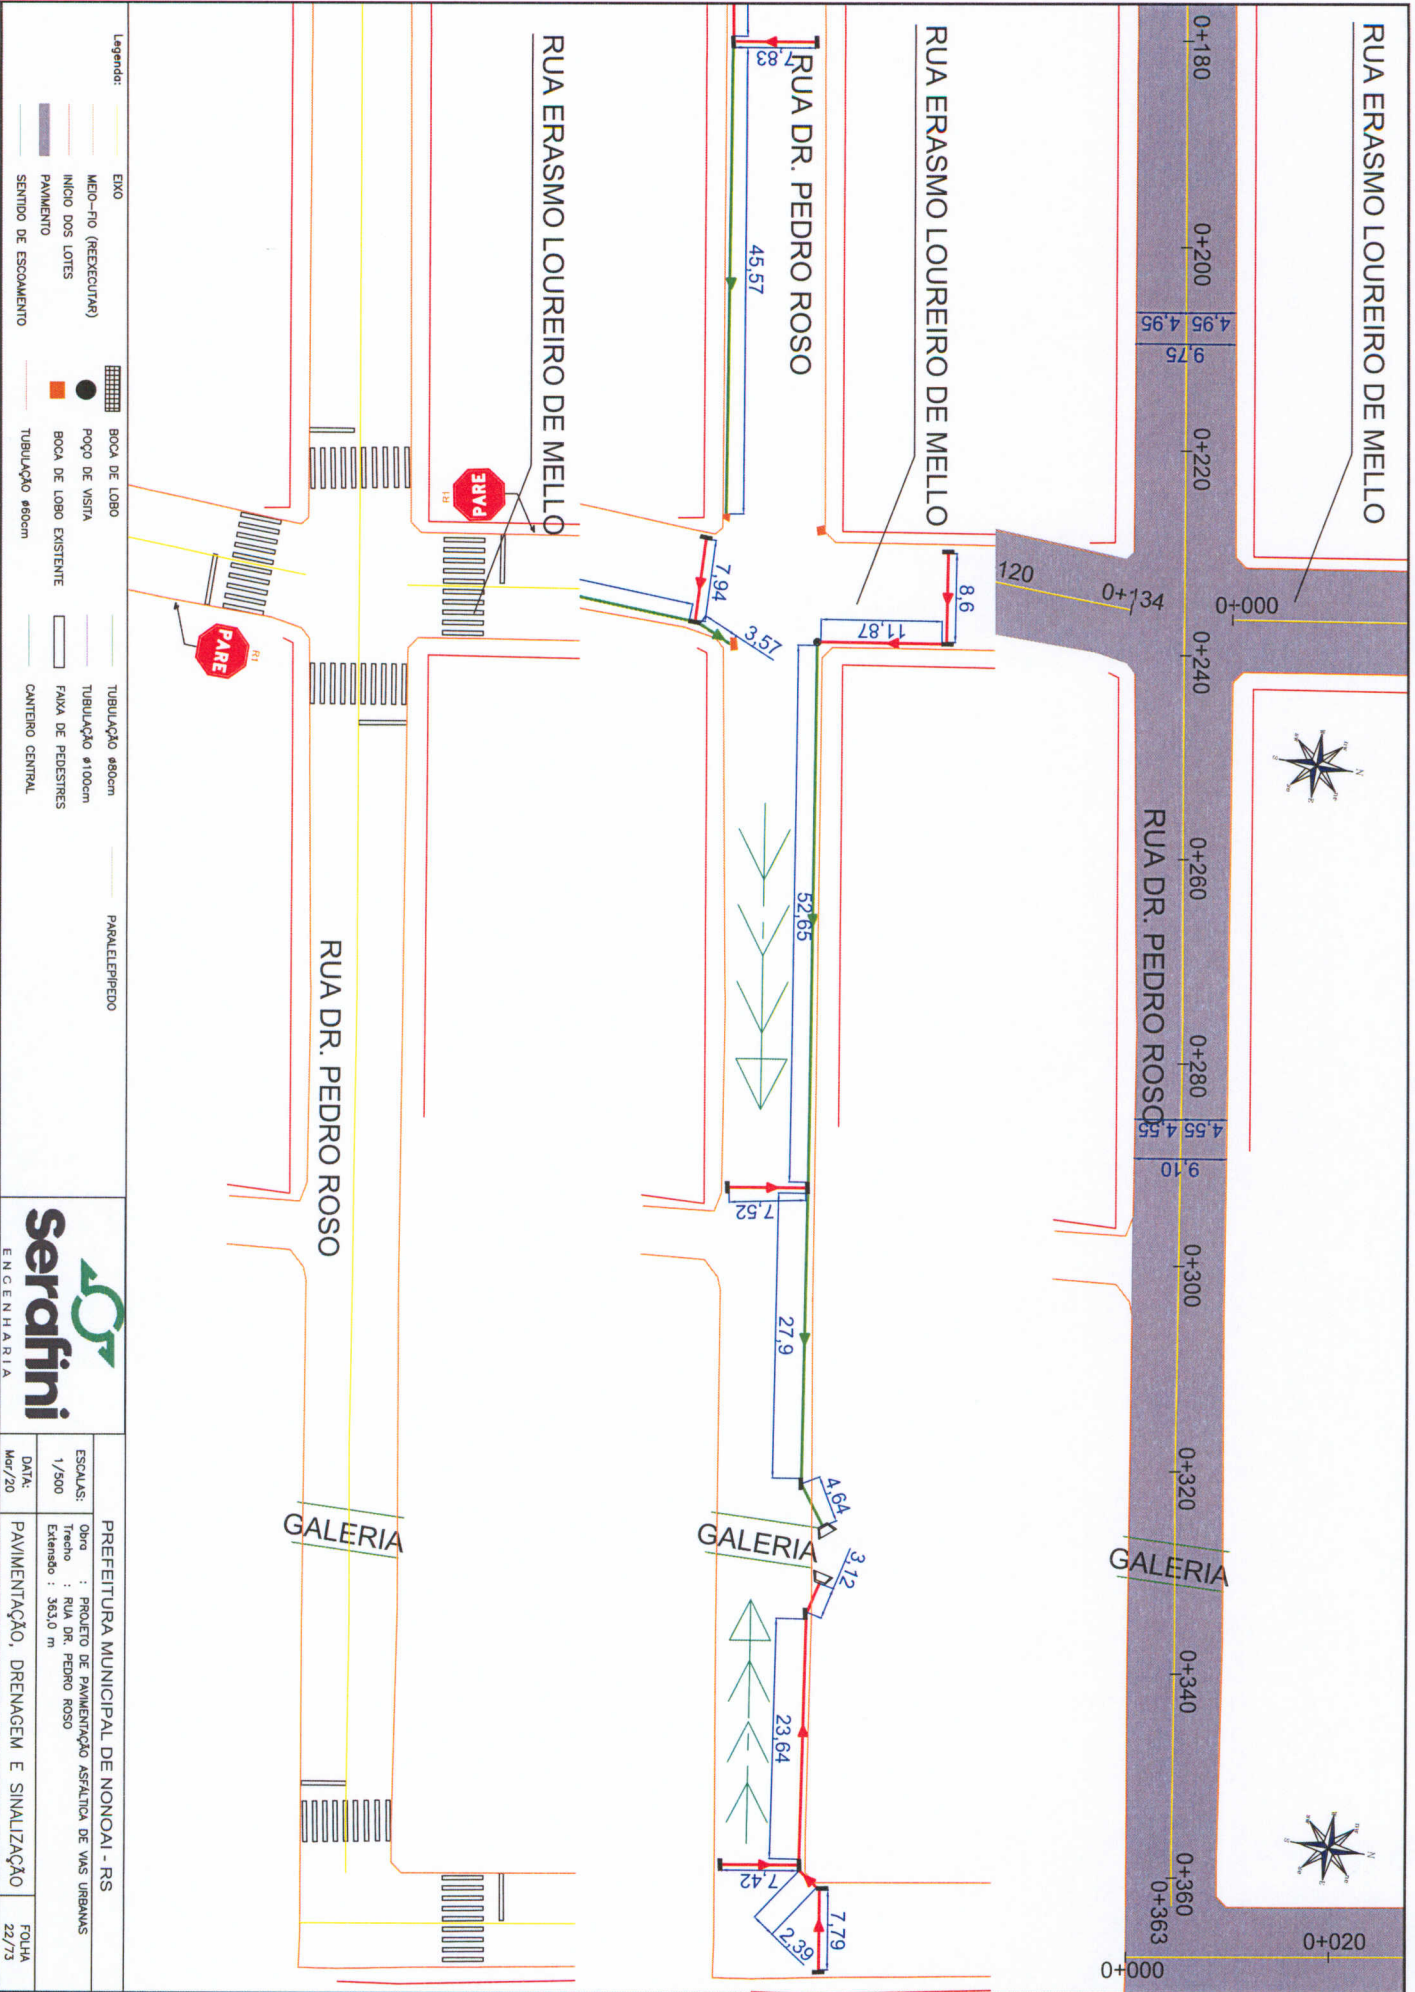 RUA ERASMO LOUREIRO DE MELLO
0+180
0+200
0+220
0+240
0+260
0+280
0+300
0+320
0+340
0+360
0+363
0+000
0+020
4,95
4,95
9,75
120
0+134
0+000
RUA DR. PEDRO ROSO
4,55
4,55
9,10
GALERIA
RUA ERASMO LOUREIRO DE MELLO
RUA DR. PEDRO ROSO
7,83
45,57
7,94
3,57
8,6
11,87
52,65
7,52
27,9
4,64
GALERIA
3,12
23,64
7,42
2,39
7,79
RUA ERASMO LOUREIRO DE MELLO
PARE
R1
PARE
R1
RUA DR. PEDRO ROSO
GALERIA
Legenda:
EIXO
MEIO-FIO (REEXECUTAR)
INÍCIO DOS LOTES
PAVIMENTO
SENTIDO DE ESCOAMENTO
BOCA DE LOBO
POÇO DE VISITA
BOCA DE LOBO EXISTENTE
TUBULAÇÃO ø60cm
TUBULAÇÃO ø80cm
TUBULAÇÃO ø100cm
FAIXA DE PEDESTRES
CANTEIRO CENTRAL
PARALELEPÍPEDO
serafini
ENGENHARIA
PREFEITURA MUNICIPAL DE NONOAI - RS
ESCALAS:
1/500
Obra : PROJETO DE PAVIMENTAÇÃO ASFÁLTICA DE VIAS URBANAS
Trecho : RUA DR. PEDRO ROSO
Extensão : 363,0 m
DATA:
Mar/20
PAVIMENTAÇÃO, DRENAGEM E SINALIZAÇÃO
FOLHA
22/73